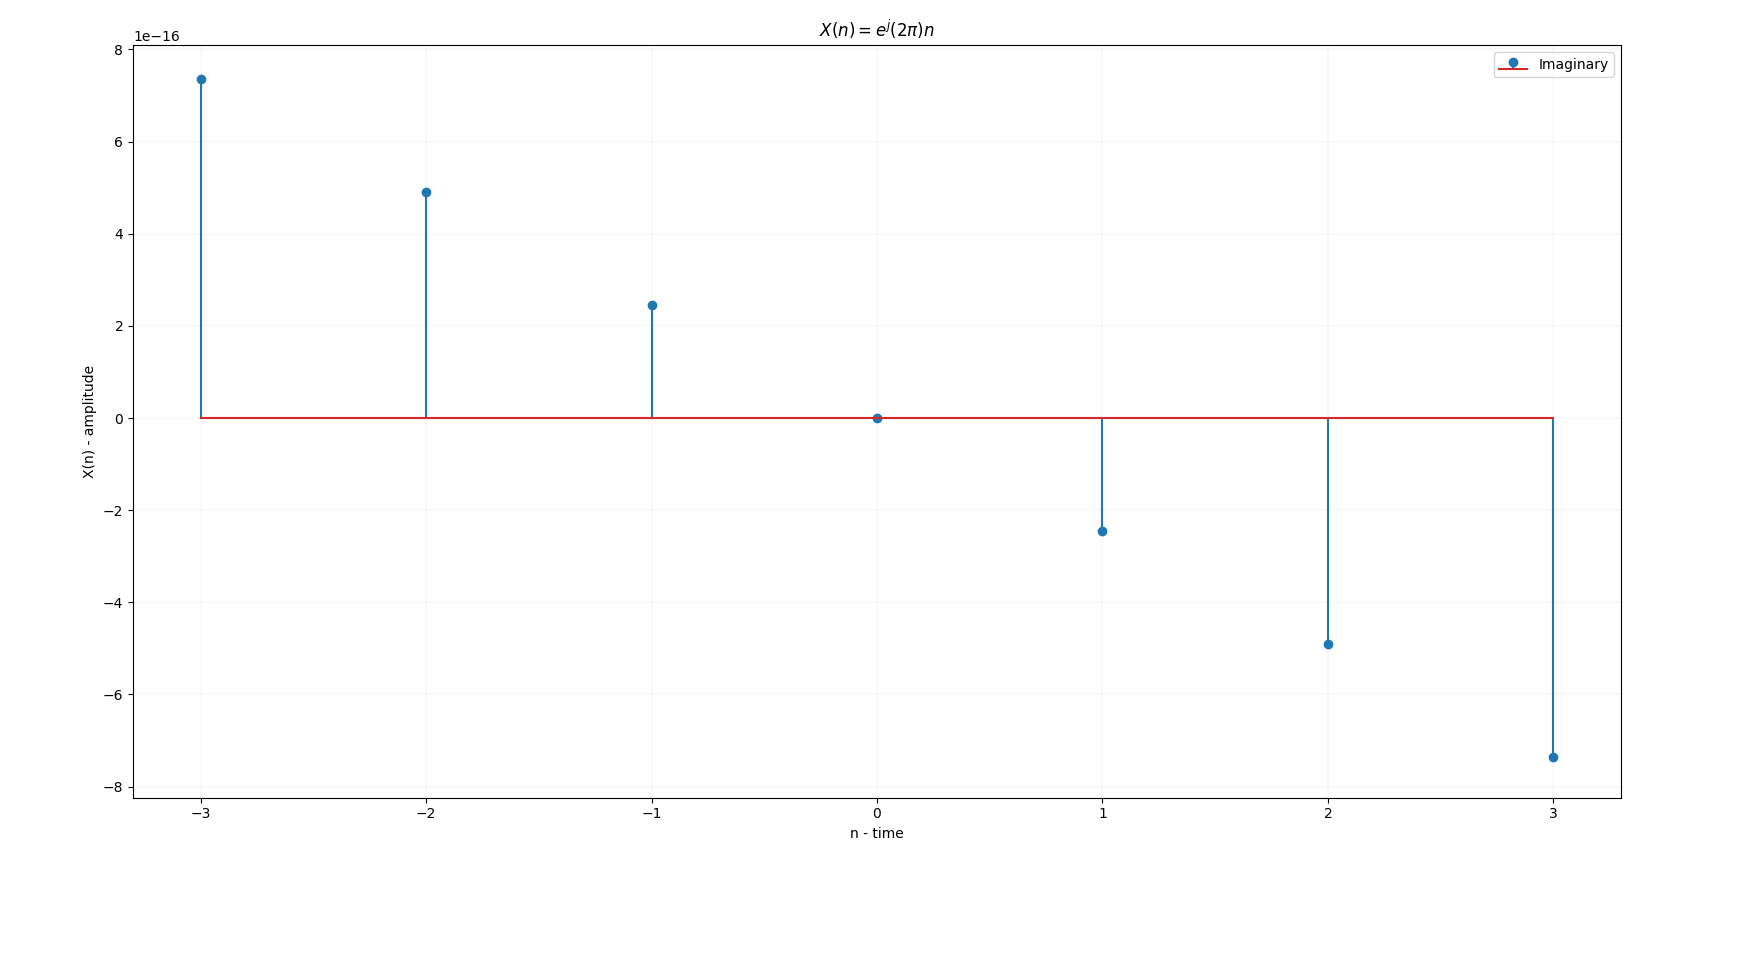 X(n) = e^j(2π)n
1e−16
Imaginary
8
6
4
2
0
−2
−4
−6
−8
X(n) - amplitude
−3 −2 −1 0 1 2 3
n - time